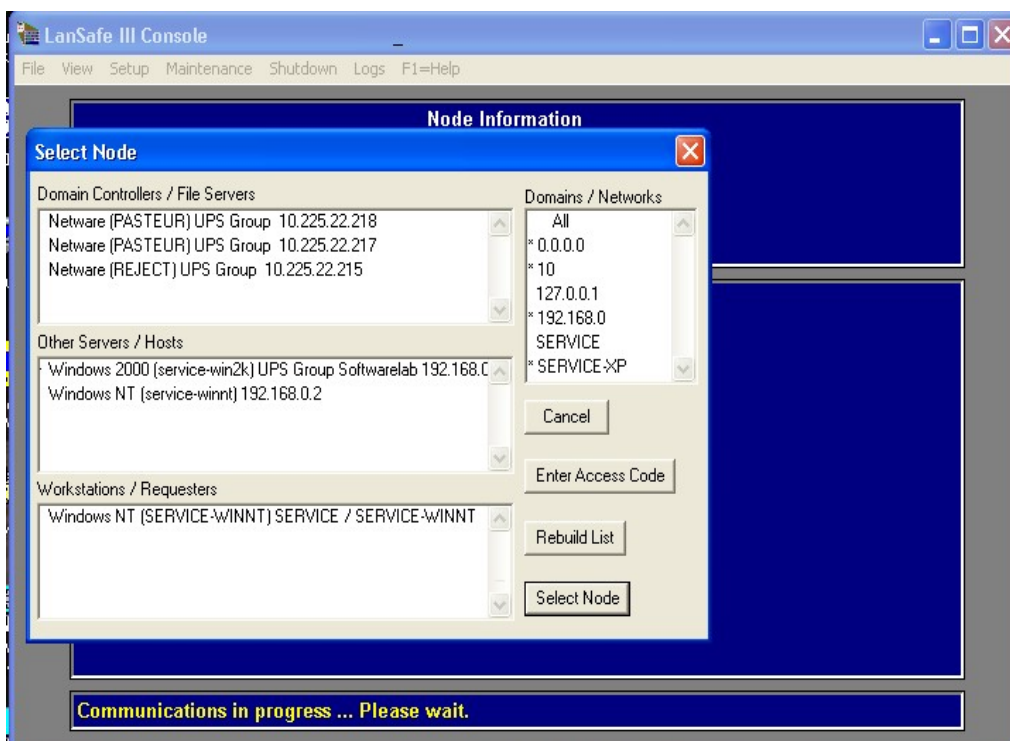 LanSafe III Console
File View Setup Maintenance Shutdown Logs F1=Help
Node Information
Select Node
Domain Controllers / File Servers
Netware (PASTEUR) UPS Group 10.225.22.218
Netware (PASTEUR) UPS Group 10.225.22.217
Netware (REJECT) UPS Group 10.225.22.215
Other Servers / Hosts
Windows 2000 (service-win2k) UPS Group Softwarelab 192.168.0
Windows NT (service-winnt) 192.168.0.2
Workstations / Requesters
Windows NT (SERVICE-WINNT) SERVICE / SERVICE-WINNT
Domains / Networks
All
* 0.0.0.0
* 10
127.0.0.1
* 192.168.0
SERVICE
* SERVICE-XP
Cancel
Enter Access Code
Rebuild List
Select Node
Communications in progress ... Please wait.